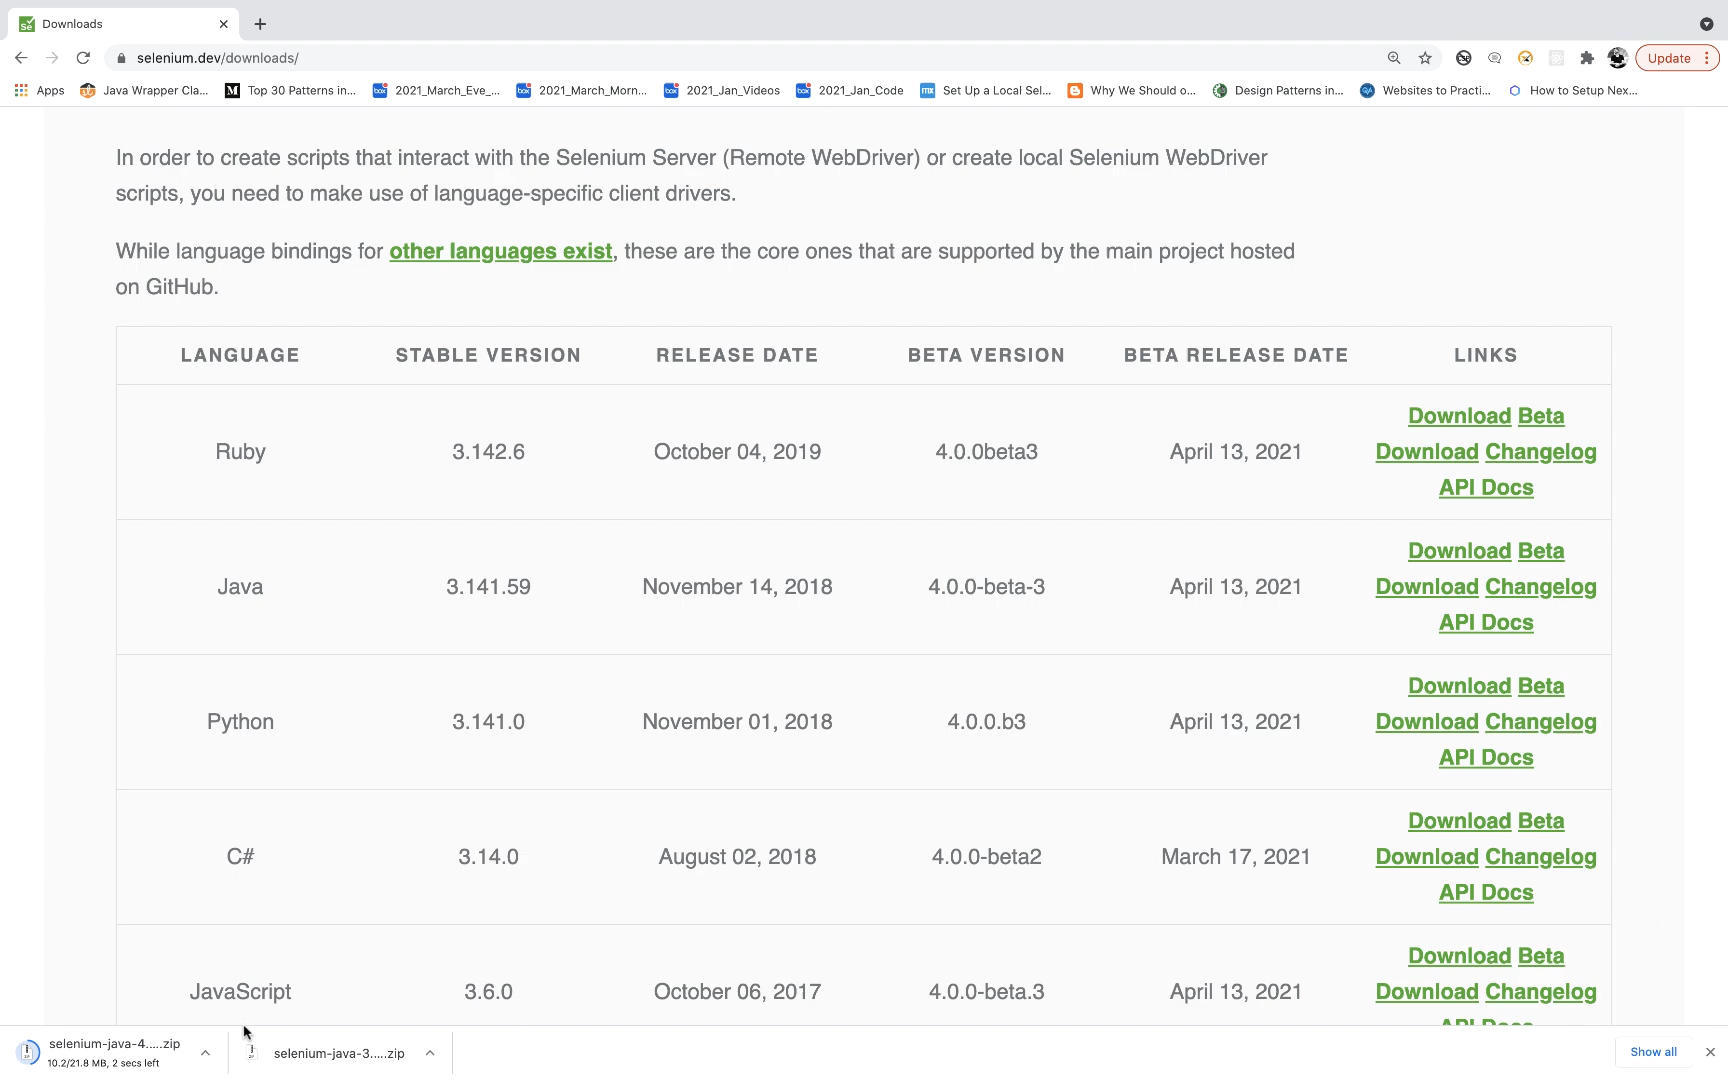 Downloads
selenium.dev/downloads/
Update
Apps
Java Wrapper Cla...
Top 30 Patterns in...
2021_March_Eve_...
2021_March_Morn...
2021_Jan_Videos
2021_Jan_Code
Set Up a Local Sel...
Why We Should o...
Design Patterns in...
Websites to Practi...
How to Setup Nex...
In order to create scripts that interact with the Selenium Server (Remote WebDriver) or create local Selenium WebDriver
scripts, you need to make use of language-specific client drivers.
While language bindings for other languages exist, these are the core ones that are supported by the main project hosted
on GitHub.
LANGUAGE STABLE VERSION RELEASE DATE BETA VERSION BETA RELEASE DATE LINKS
Download Beta
Ruby 3.142.6 October 04, 2019 4.0.0beta3 April 13, 2021 Download Changelog
API Docs
Download Beta
Java 3.141.59 November 14, 2018 4.0.0-beta-3 April 13, 2021 Download Changelog
API Docs
Download Beta
Python 3.141.0 November 01, 2018 4.0.0.b3 April 13, 2021 Download Changelog
API Docs
Download Beta
C# 3.14.0 August 02, 2018 4.0.0-beta2 March 17, 2021 Download Changelog
API Docs
Download Beta
JavaScript 3.6.0 October 06, 2017 4.0.0-beta.3 April 13, 2021 Download Changelog
API Docs
selenium-java-4.....zip
10.2/21.8 MB, 2 secs left
selenium-java-3.....zip
Show all